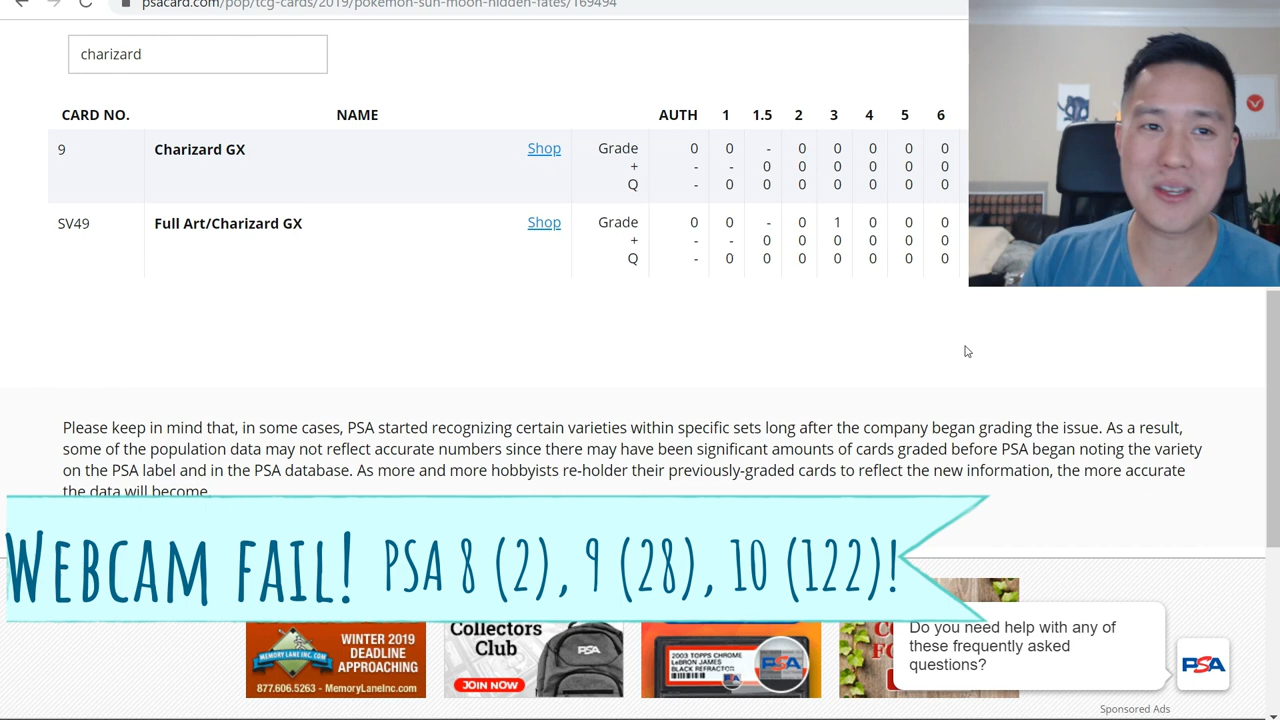 psacard.com/pop/tcg-cards/2019/pokemon-sun-moon-hidden-fates/169494
charizard
CARD NO. NAME AUTH 1 1.5 2 3 4 5 6
9 Charizard GX Shop Grade 0 0 - 0 0 0 0 0
+ - - 0 0 0 0 0 0
Q - 0 0 0 0 0 0 0
SV49 Full Art/Charizard GX Shop Grade 0 0 - 0 1 0 0 0
+ - - 0 0 0 0 0 0
Q - 0 0 0 0 0 0 0
Please keep in mind that, in some cases, PSA started recognizing certain varieties within specific sets long after the company began grading the issue. As a result,
some of the population data may not reflect accurate numbers since there may have been significant amounts of cards graded before PSA began noting the variety
on the PSA label and in the PSA database. As more and more hobbyists re-holder their previously-graded cards to reflect the new information, the more accurate
the data will become.
WEBCAM FAIL! PSA 8 (2), 9 (28), 10 (122)!
MEMORY LANE INC. COM
WINTER 2019
DEADLINE
APPROACHING
877.606.5263 - MemoryLaneInc.com
Collectors
Club
JOIN NOW
PSA
2003 TOPPS CHROME
LeBRON JAMES
BLACK REFRACTOR
PSA
Do you need help with any of
these frequently asked
questions?
PSA
Sponsored Ads